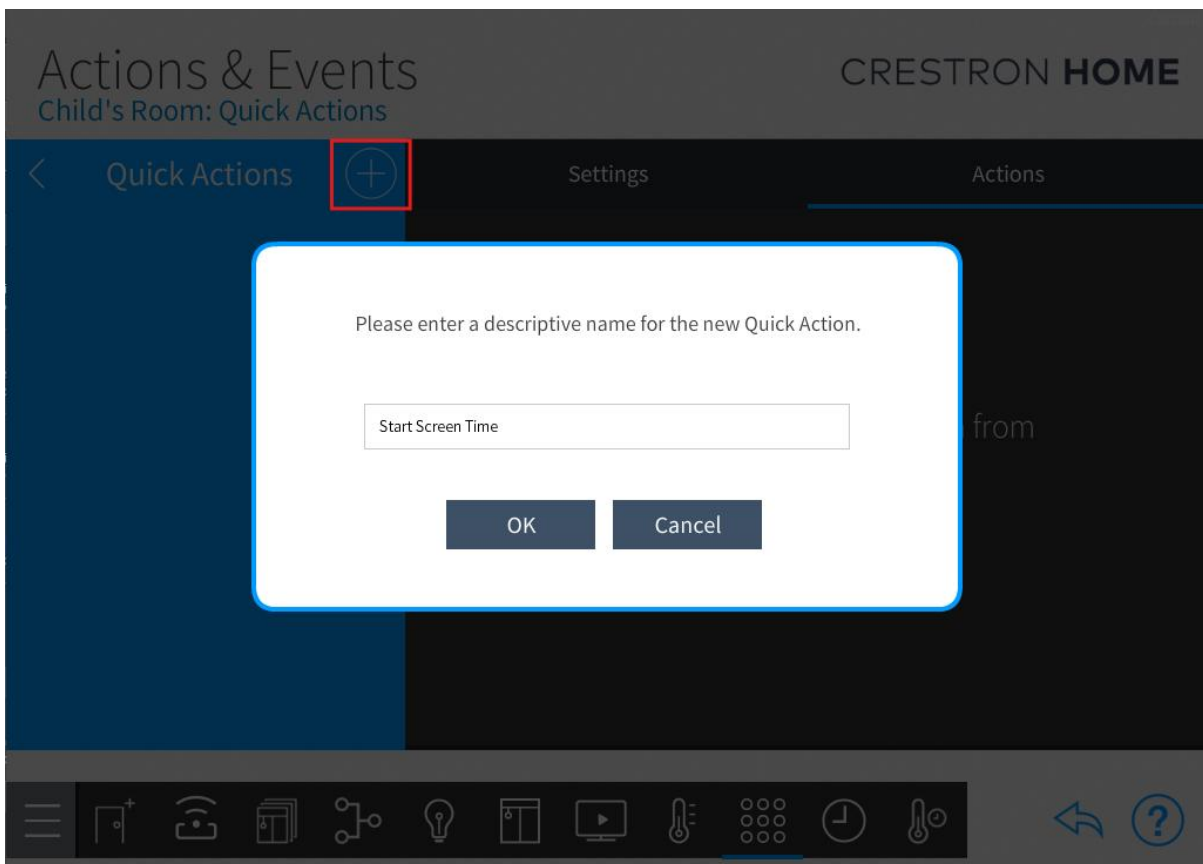 Actions & Events
CRESTRON HOME
Child's Room: Quick Actions
Quick Actions
Settings
Actions
Please enter a descriptive name for the new Quick Action.
from
Start Screen Time
OK
Cancel
?